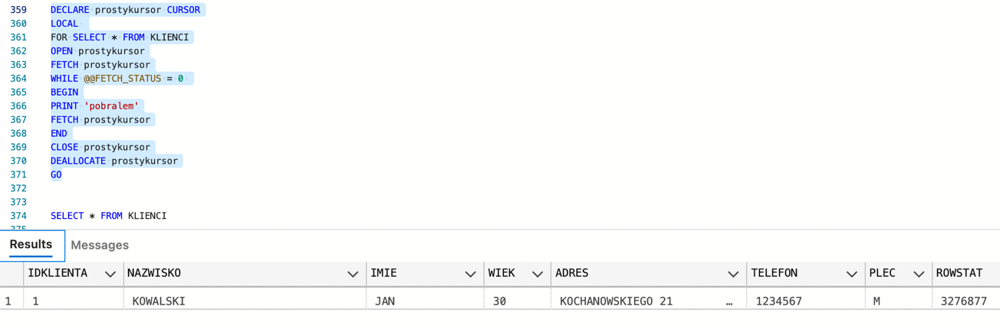 359 DECLARE prostykursor CURSOR
360 LOCAL
361 FOR SELECT * FROM KLIENCI
362 OPEN prostykursor
363 FETCH prostykursor
364 WHILE @@FETCH_STATUS = 0
365 BEGIN
366 PRINT 'pobralem'
367 FETCH prostykursor
368 END
369 CLOSE prostykursor
370 DEALLOCATE prostykursor
371 GO
372
373
374 SELECT * FROM KLIENCI
375
Results Messages
IDKLIENTA NAZWISKO IMIE WIEK ADRES TELEFON PLEC ROWSTAT
1 1 KOWALSKI JAN 30 KOCHANOWSKIEGO 21 … 1234567 M 3276877